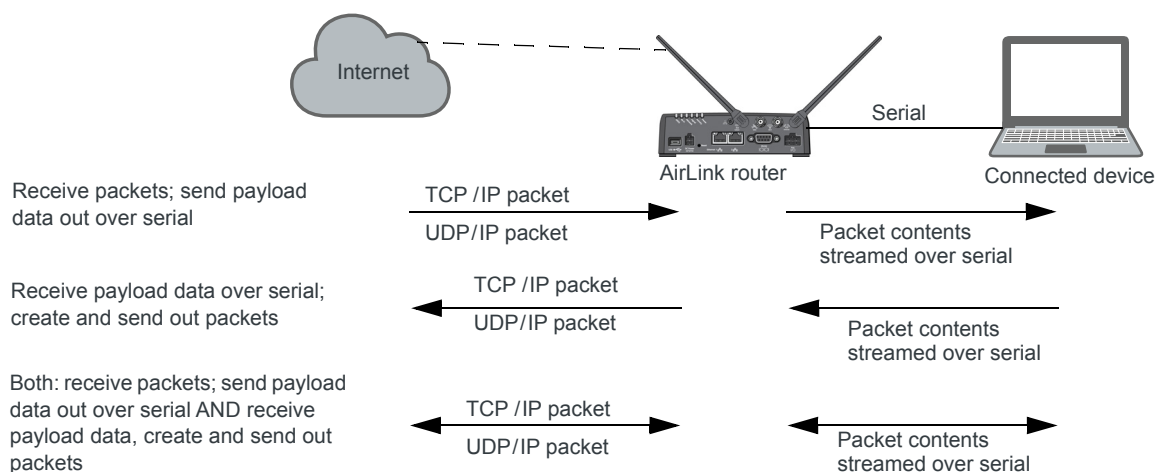 Internet
Serial
AirLink router
Connected device
Receive packets; send payload
data out over serial
TCP /IP packet
UDP/IP packet
Packet contents
streamed over serial
Receive payload data over serial;
create and send out packets
TCP /IP packet
UDP/IP packet
Packet contents
streamed over serial
Both: receive packets; send payload
data out over serial AND receive
payload data, create and send out
packets
TCP /IP packet
UDP/IP packet
Packet contents
streamed over serial